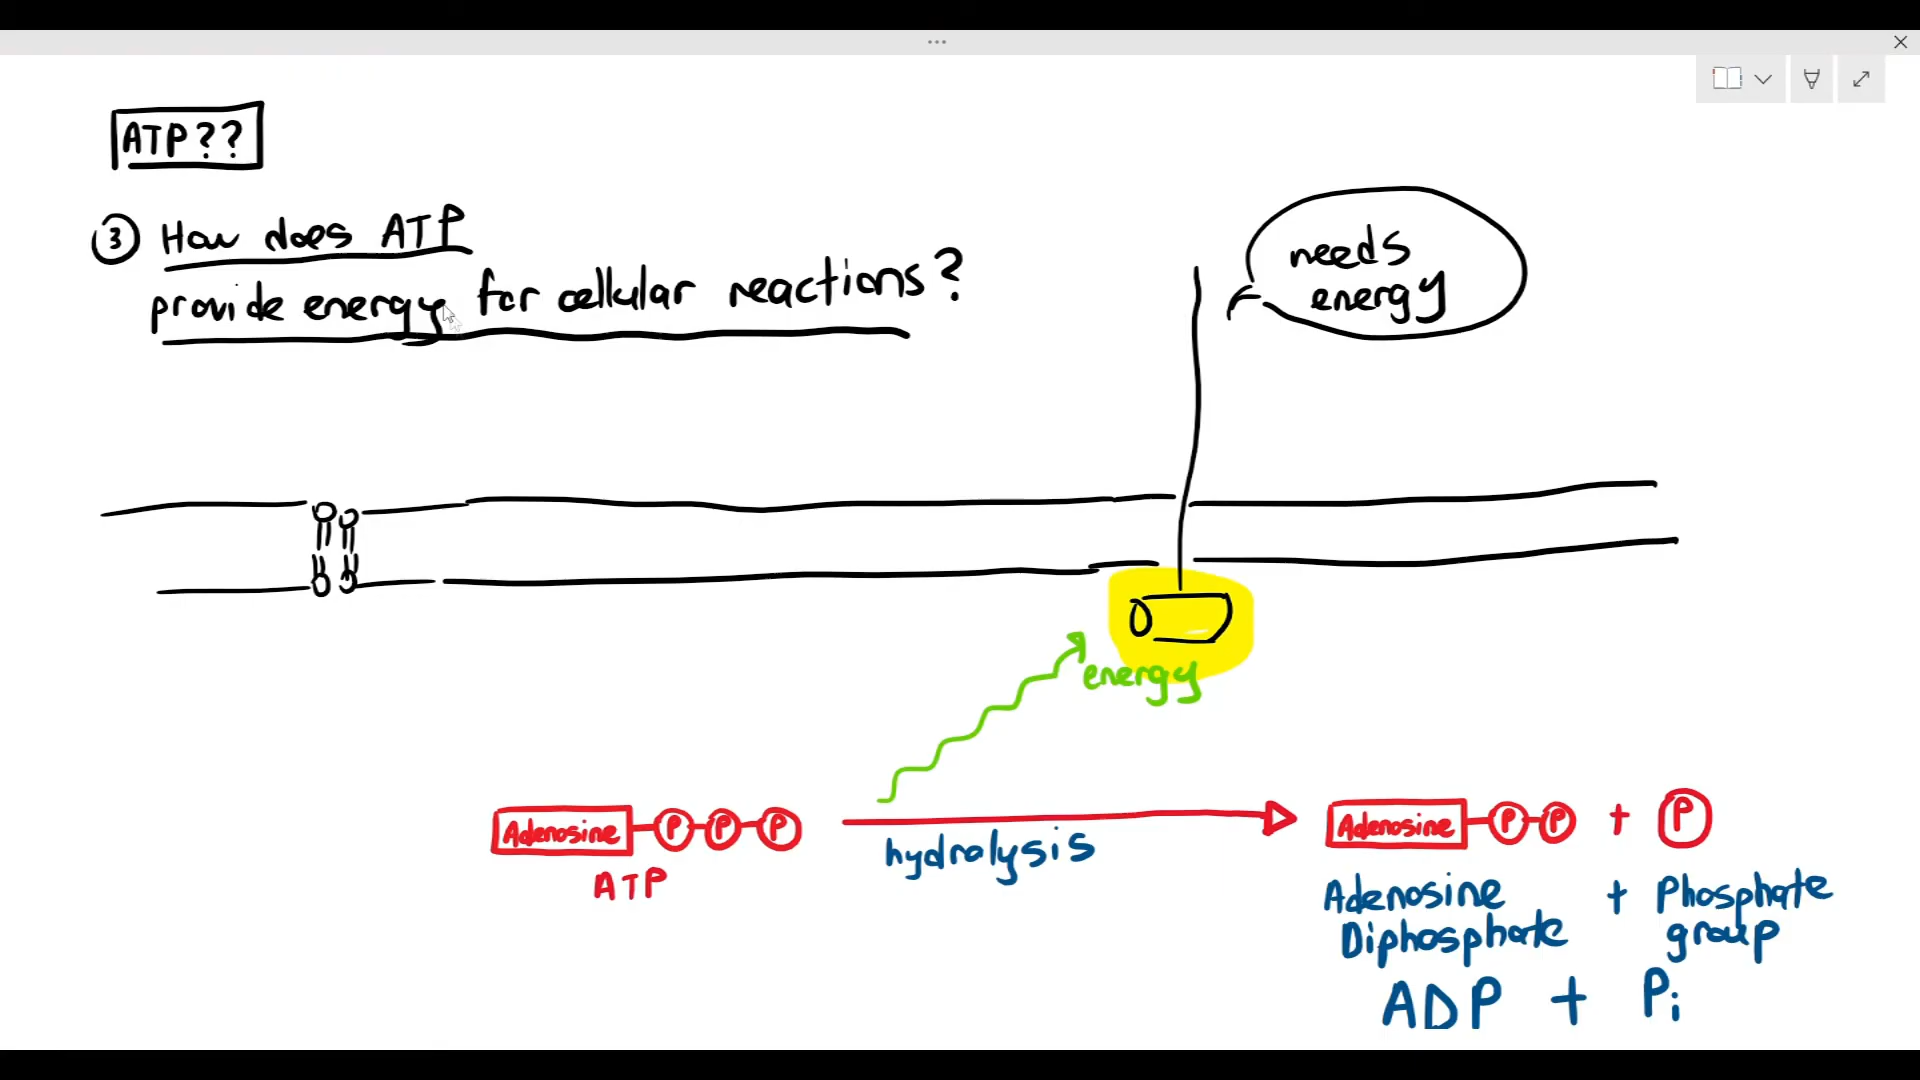 ATP??
③ How does ATP
provide energy for cellular reactions?
needs
energy
energy
Adenosine P P P
ATP
hydrolysis
Adenosine P P + P
Adenosine + Phosphate
Diphosphate group
ADP + Pi